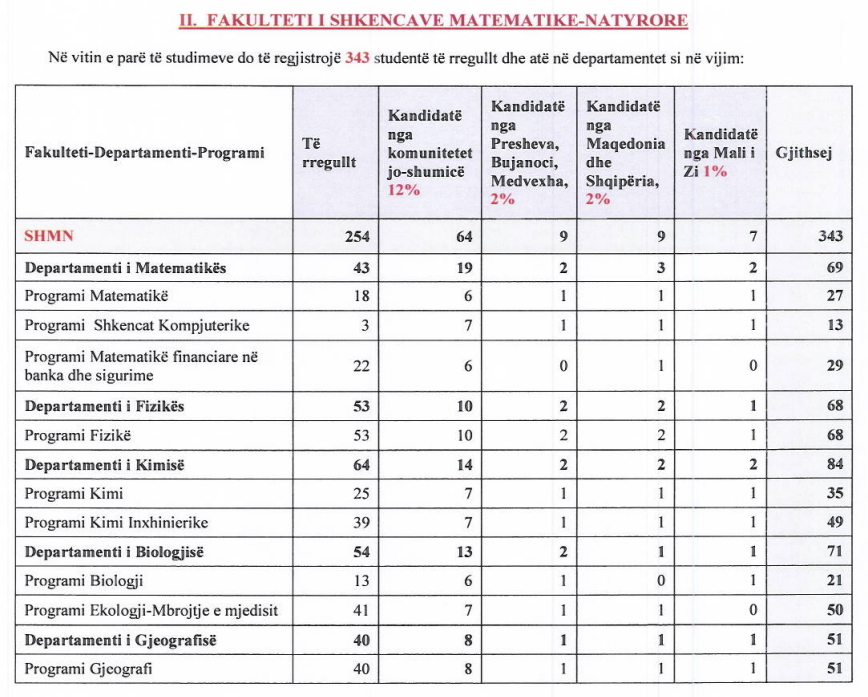 II. FAKULTETI I SHKENCAVE MATEMATIKE-NATYRORE
Në vitin e parë të studimeve do të regjistrojë 343 studentë të rregullt dhe atë në departamentet si në vijim:
Fakulteti-Departamenti-Programi
Të
rregullt
Kandidatë
nga
komunitetet
jo-shumicë
12%
Kandidatë
nga
Presheva,
Bujanoci,
Medvexha,
2%
Kandidatë
nga
Maqedonia
dhe
Shqipëria,
2%
Kandidatë
nga Mali i
Zi 1%
Gjithsej
SHMN 254 64 9 9 7 343
Departamenti i Matematikës 43 19 2 3 2 69
Programi Matematikë 18 6 1 1 1 27
Programi Shkencat Kompjuterike 3 7 1 1 1 13
Programi Matematikë financiare në
banka dhe sigurime 22 6 0 1 0 29
Departamenti i Fizikës 53 10 2 2 1 68
Programi Fizikë 53 10 2 2 1 68
Departamenti i Kimisë 64 14 2 2 2 84
Programi Kimi 25 7 1 1 1 35
Programi Kimi Inxhinierike 39 7 1 1 1 49
Departamenti i Biologjisë 54 13 2 1 1 71
Programi Biologji 13 6 1 0 1 21
Programi Ekologji-Mbrojtje e mjedisit 41 7 1 1 0 50
Departamenti i Gjeografisë 40 8 1 1 1 51
Programi Gjeografi 40 8 1 1 1 51